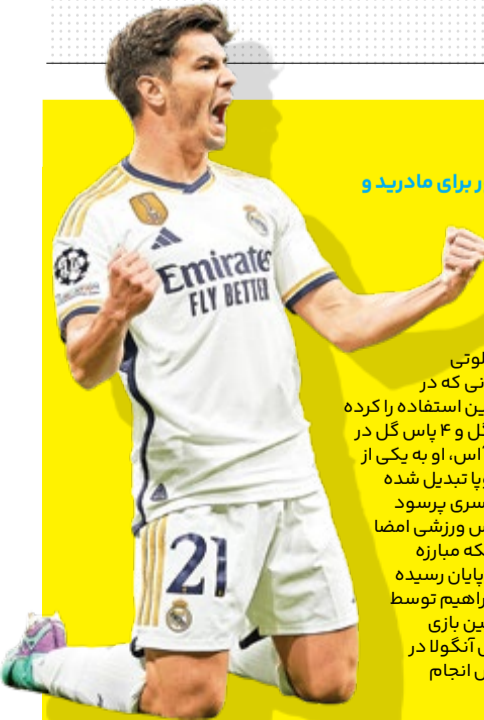 ر برای مادرید و
Emirates
FLY BETTER
لوتی
نی که در
ین استفاده را کرده
گل و ۴ پاس گل در
آس، او به یکی از
وپا تبدیل شده
سری پرسود
س ورزشی امضا
که مبارزه
پایان رسیده
راهیم توسط
ین بازی
ی آنگولا در
ل انجام
21